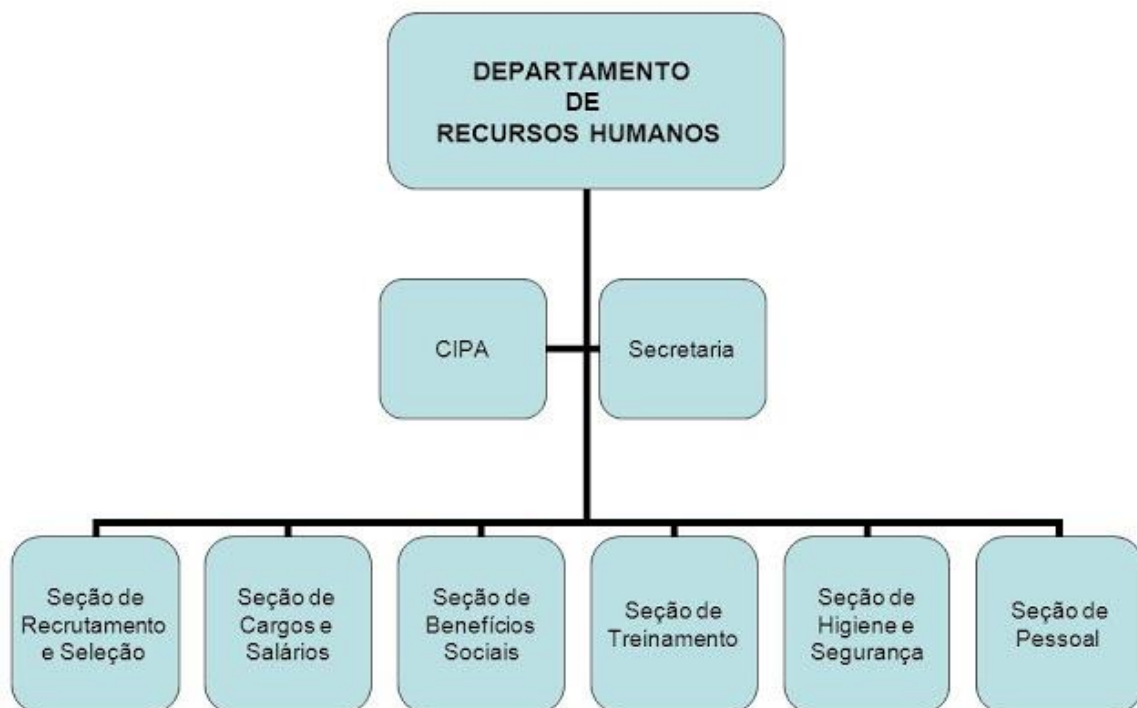 DEPARTAMENTO
DE
RECURSOS HUMANOS
CIPA
Secretaria
Seção de
Recrutamento
e Seleção
Seção de
Cargos e
Salários
Seção de
Benefícios
Sociais
Seção de
Treinamento
Seção de
Higiene e
Segurança
Seção de
Pessoal